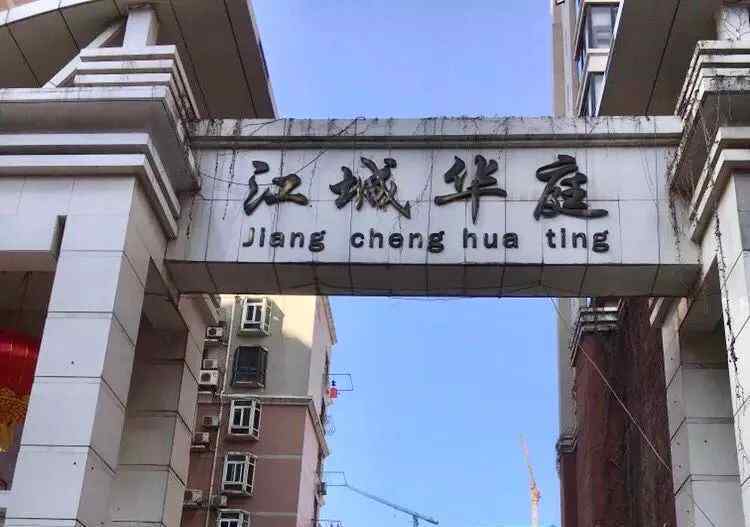 江城华庭
Jiang cheng hua ting